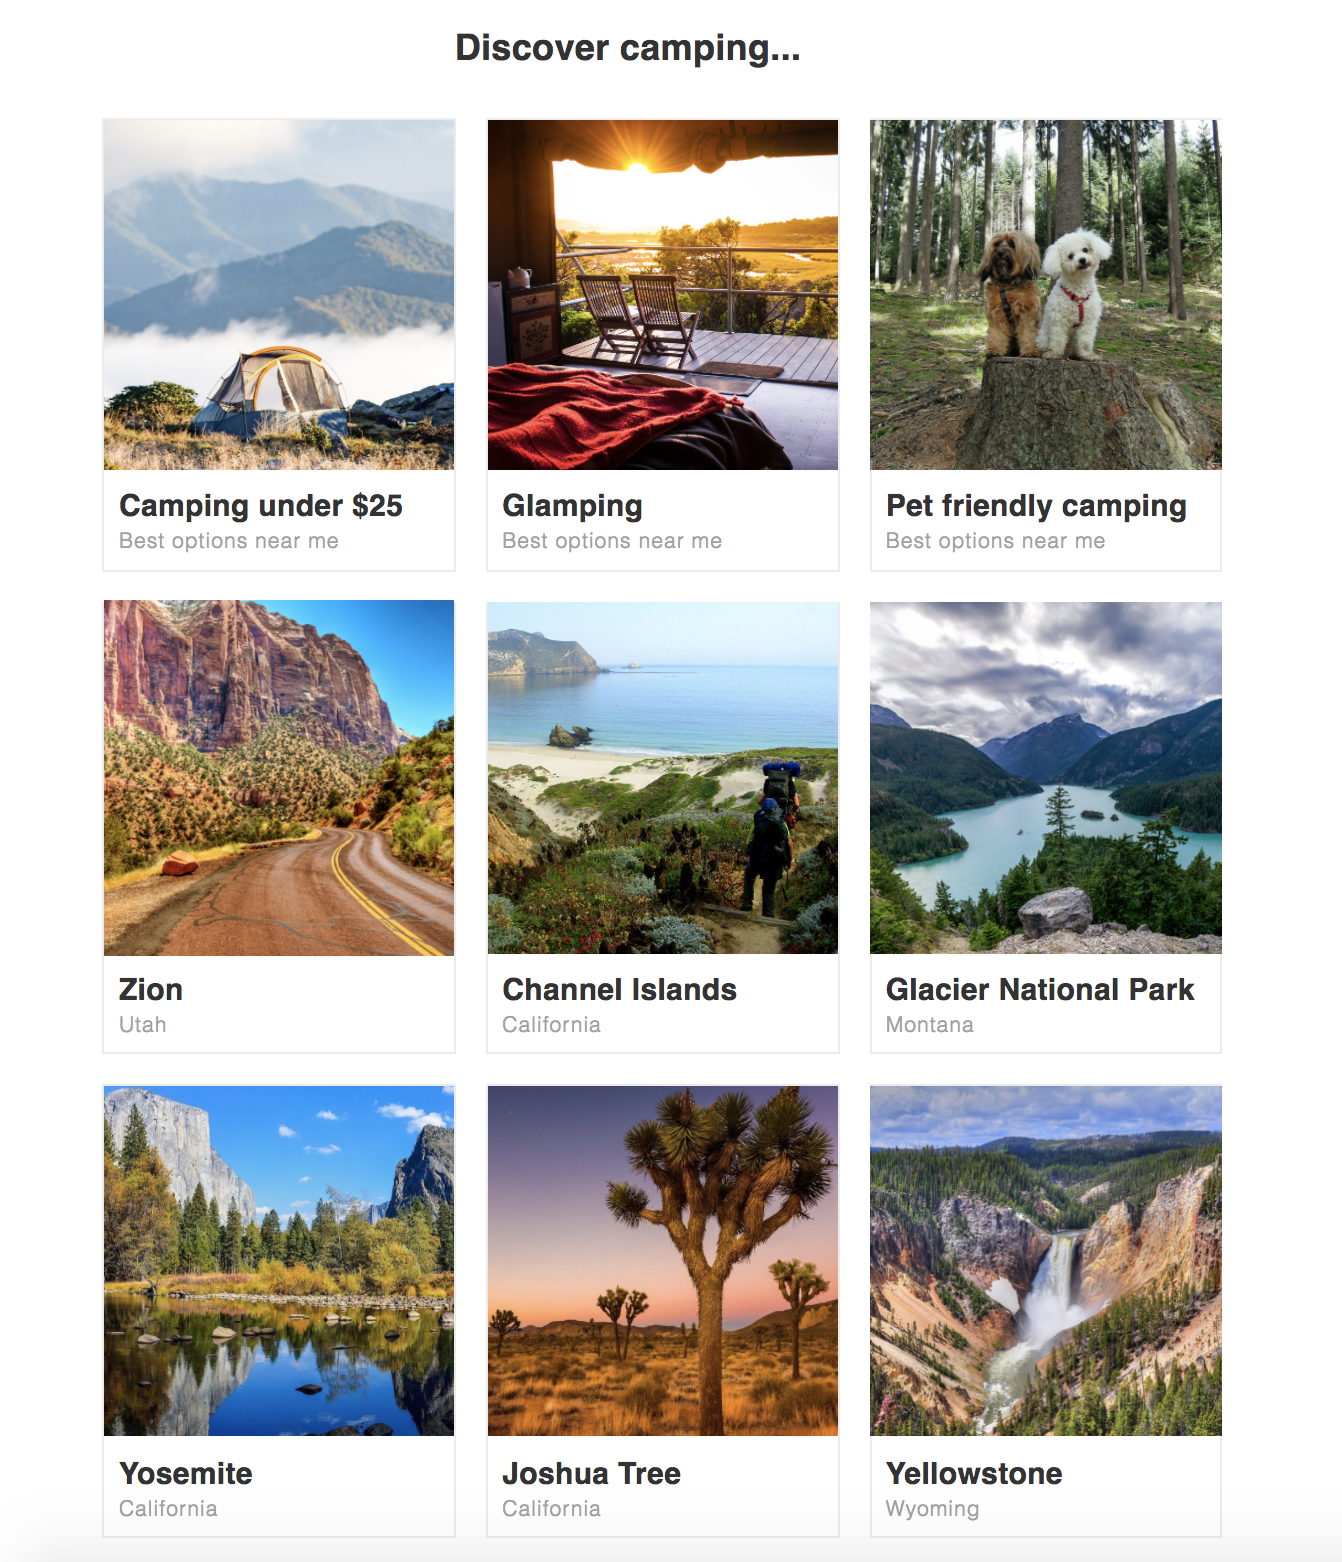 Discover camping...
Camping under $25
Best options near me
Glamping
Best options near me
Pet friendly camping
Best options near me
Zion
Utah
Channel Islands
California
Glacier National Park
Montana
Yosemite
California
Joshua Tree
California
Yellowstone
Wyoming